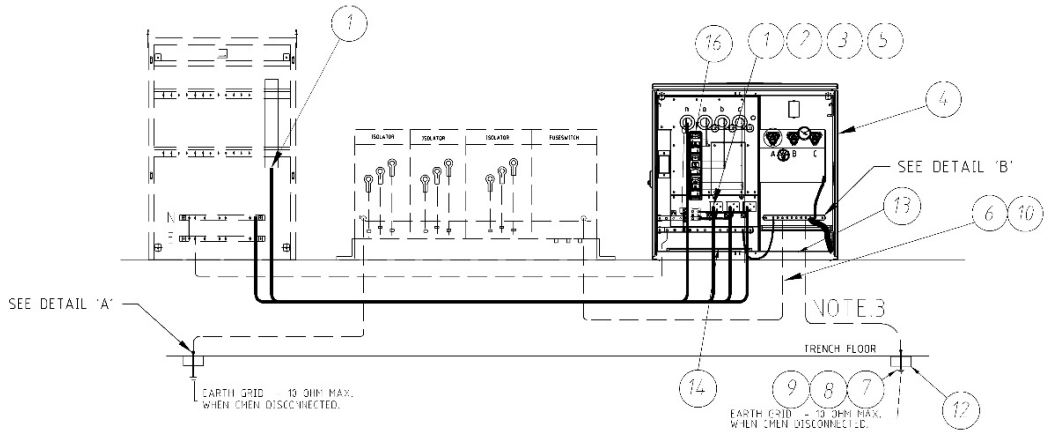 1
16
1 2 3 5
4
ISOLATOR ISOLATOR ISOLATOR FUSESWITCH
n a b c
A B C
SEE DETAIL 'B'
13
6 10
N
E
SEE DETAIL 'A'
NOTE.3
TRENCH FLOOR
14
9 8 7
12
EARTH GRID - 10 OHM MAX.
WHEN CMEN DISCONNECTED.
EARTH GRID - 10 OHM MAX.
WHEN CMEN DISCONNECTED.